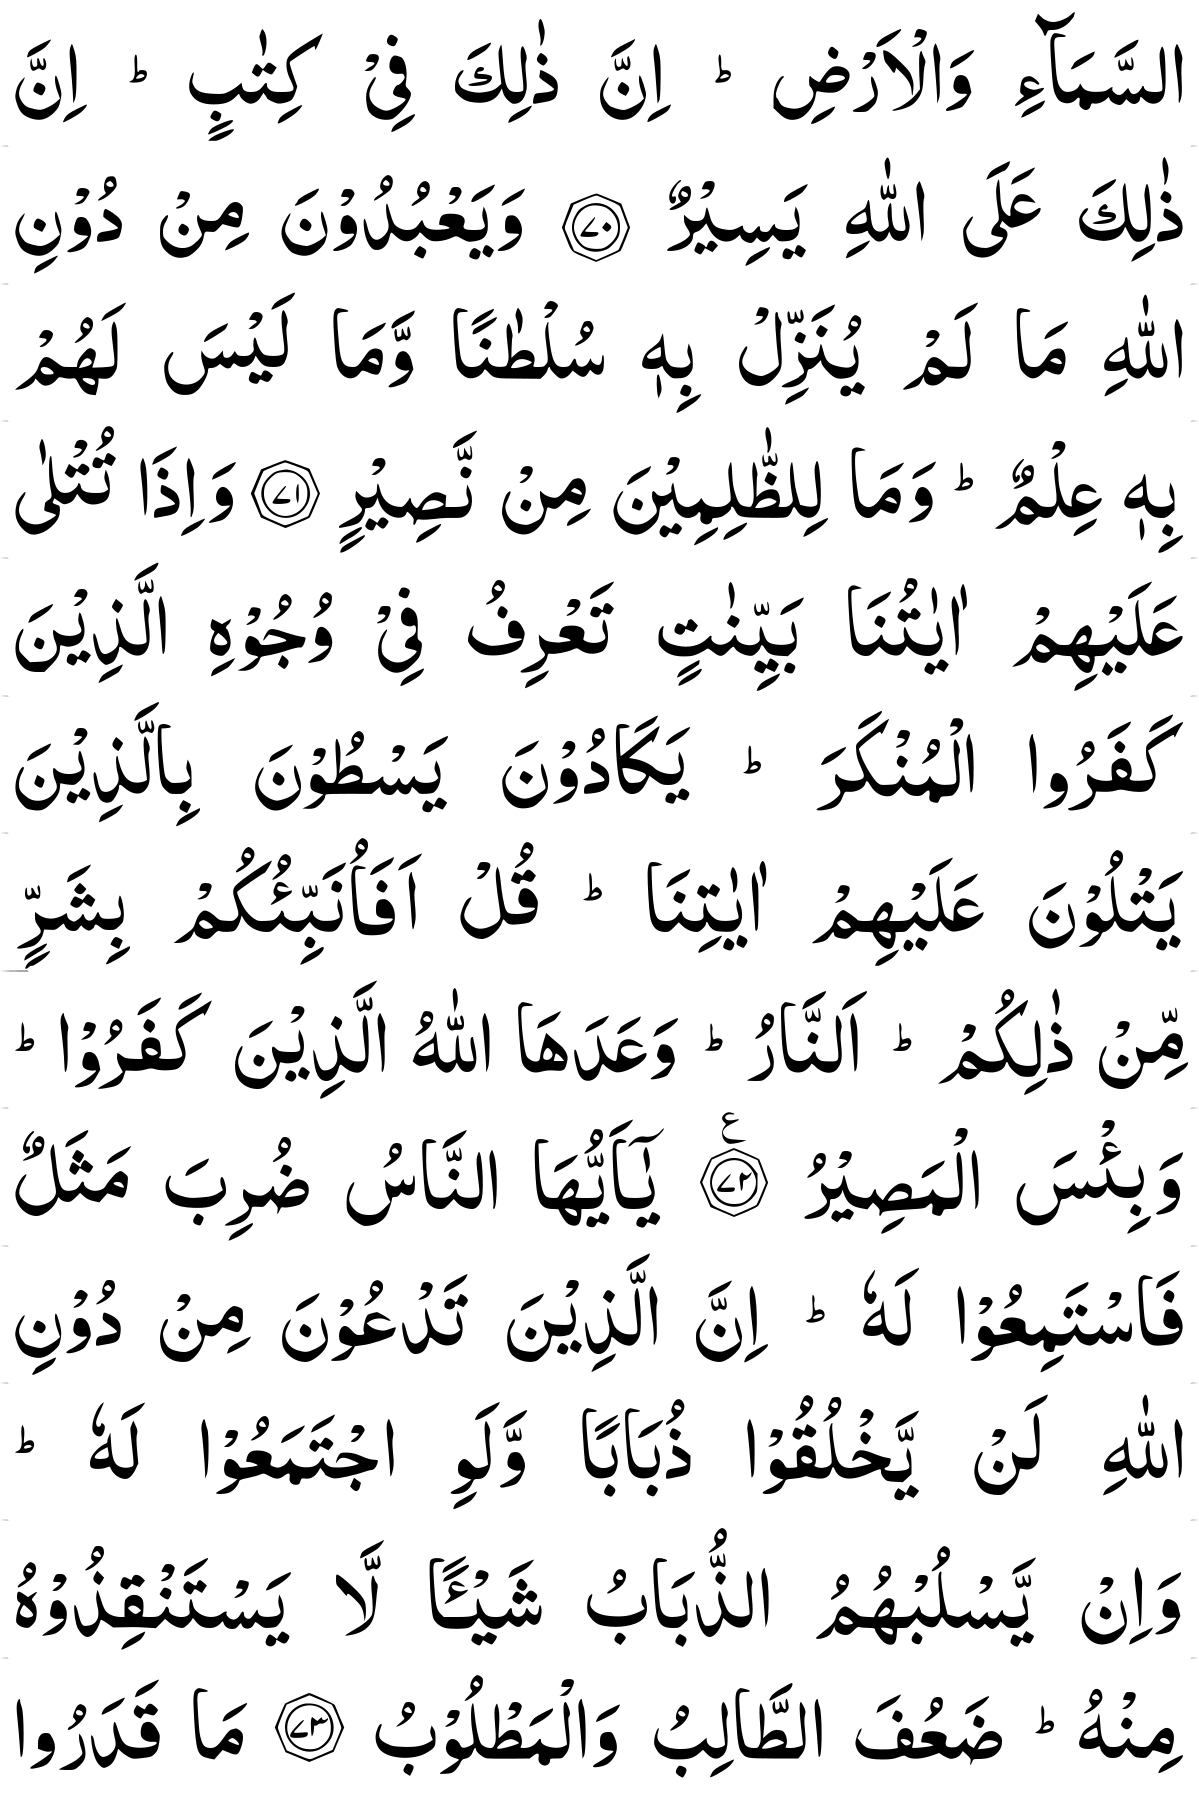 السَّمَآءِ وَالْاَرْضِ ؕ اِنَّ ذٰلِكَ فِیْ كِتٰبٍ ؕ اِنَّ
ذٰلِكَ عَلَی اللّٰهِ یَسِیْرٌ ﴿۷۰﴾ وَیَعْبُدُوْنَ مِنْ دُوْنِ
اللّٰهِ مَا لَمْ یُنَزِّلْ بِهٖ سُلْطٰنًا وَّمَا لَیْسَ لَهُمْ
بِهٖ عِلْمٌ ؕ وَمَا لِلظّٰلِمِیْنَ مِنْ نَّصِیْرٍ ﴿۷۱﴾ وَاِذَا تُتْلٰی
عَلَیْهِمْ اٰیٰتُنَا بَیِّنٰتٍ تَعْرِفُ فِیْ وُجُوْهِ الَّذِیْنَ
كَفَرُوا الْمُنْكَرَ ؕ یَكَادُوْنَ یَسْطُوْنَ بِالَّذِیْنَ
یَتْلُوْنَ عَلَیْهِمْ اٰیٰتِنَا ؕ قُلْ اَفَاُنَبِّئُكُمْ بِشَرٍّ
مِّنْ ذٰلِكُمْ ؕ اَلنَّارُ ؕ وَعَدَهَا اللّٰهُ الَّذِیْنَ كَفَرُوْا ؕ
وَبِئْسَ الْمَصِیْرُ ﴿۷۲﴾ ع یٰۤاَیُّهَا النَّاسُ ضُرِبَ مَثَلٌ
فَاسْتَمِعُوْا لَهٗ ؕ اِنَّ الَّذِیْنَ تَدْعُوْنَ مِنْ دُوْنِ
اللّٰهِ لَنْ یَّخْلُقُوْا ذُبَابًا وَّلَوِ اجْتَمَعُوْا لَهٗ ؕ
وَاِنْ یَّسْلُبْهُمُ الذُّبَابُ شَیْـًٔا لَّا یَسْتَنْقِذُوْهُ
مِنْهُ ؕ ضَعُفَ الطَّالِبُ وَالْمَطْلُوْبُ ﴿۷۳﴾ مَا قَدَرُوا